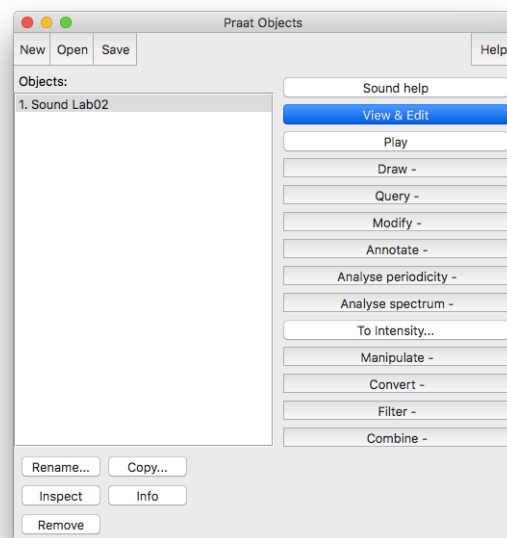 Praat Objects
New Open Save Help
Objects:
1. Sound Lab02
Sound help
View & Edit
Play
Draw -
Query -
Modify -
Annotate -
Analyse periodicity -
Analyse spectrum -
To Intensity...
Manipulate -
Convert -
Filter -
Combine -
Rename... Copy...
Inspect Info
Remove